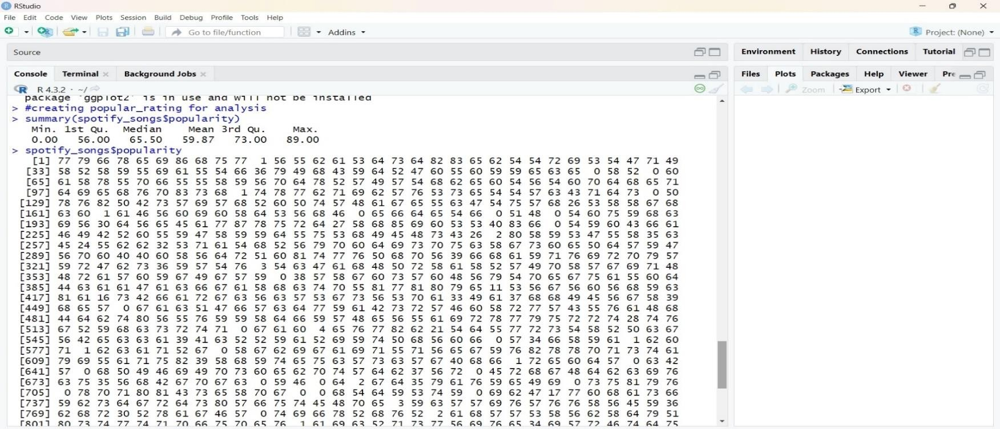 RStudio
File Edit Code View Plots Session Build Debug Profile Tools Help
Go to file/function Addins Project: (None)
Source
Environment History Connections Tutorial
Console Terminal Background Jobs
Files Plots Packages Help Viewer Pre
R 4.3.2 · ~/
Zoom Export
package 'ggplot2' is in use and will not be installed
> #creating popular_rating for analysis
> summary(spotify_songs$popularity)
Min. 1st Qu. Median Mean 3rd Qu. Max.
0.00 56.00 65.50 59.87 73.00 89.00
> spotify_songs$popularity
[1] 77 79 66 78 65 69 86 68 75 77 1 56 55 62 61 53 64 73 64 82 83 65 62 54 54 72 69 53 54 47 71 49
[33] 58 52 58 59 55 69 61 55 54 66 36 79 49 68 43 59 64 52 47 60 55 60 59 59 65 63 65 0 58 52 0 60
[65] 61 58 78 55 70 66 55 55 58 59 56 70 64 78 52 57 49 57 54 68 62 65 60 54 56 54 60 70 64 68 65 71
[97] 64 69 65 68 76 70 83 73 68 1 74 78 77 62 71 69 62 57 76 53 73 65 54 54 57 63 43 71 64 73 0 50
[129] 78 76 82 50 42 73 57 69 57 68 52 60 50 74 57 48 61 67 65 55 63 47 54 75 57 68 26 53 58 58 67 68
[161] 63 60 1 61 46 56 60 69 60 58 64 53 56 68 46 0 65 66 64 65 54 66 0 51 48 0 54 60 75 59 68 63
[193] 69 56 30 64 56 65 45 61 77 87 78 75 72 64 27 58 68 85 69 60 53 53 40 83 66 0 54 59 60 43 66 61
[225] 46 49 42 52 60 55 59 47 58 59 59 64 55 75 53 68 49 45 48 73 43 26 2 80 58 59 53 47 55 58 35 63
[257] 45 24 55 62 62 32 53 71 61 54 68 52 56 79 70 60 64 69 73 70 75 63 58 67 73 60 65 50 64 57 59 47
[289] 56 70 60 40 40 60 58 56 64 72 51 60 81 74 77 76 50 68 70 56 39 66 68 61 59 71 76 69 72 70 79 57
[321] 59 72 47 62 73 36 59 57 54 76 3 54 63 47 61 68 48 50 72 58 61 58 52 57 49 70 58 57 67 69 71 48
[353] 48 72 61 57 60 59 67 49 67 57 59 0 38 57 58 67 60 73 57 60 48 56 79 54 70 65 67 75 61 55 60 64
[385] 44 63 61 61 47 61 63 66 67 61 58 68 63 74 70 55 81 77 81 80 79 65 11 53 56 67 56 60 56 68 59 63
[417] 81 61 16 73 42 66 61 72 67 63 56 63 57 53 67 73 56 53 70 61 33 49 61 37 68 68 49 45 56 67 58 39
[449] 68 65 57 0 67 61 63 51 47 66 57 63 64 77 59 61 42 73 72 57 46 60 58 72 77 57 43 55 76 61 48 68
[481] 44 64 62 74 80 56 55 76 59 59 58 64 66 59 57 48 65 56 55 61 69 72 78 77 79 75 72 72 74 28 74 76
[513] 67 52 59 68 63 73 72 74 71 0 67 61 60 4 65 76 77 82 62 21 54 64 55 77 72 73 54 58 52 50 63 67
[545] 56 42 65 63 63 61 39 41 63 52 52 59 61 52 69 59 74 50 68 56 60 66 0 57 34 66 58 59 61 1 62 60
[577] 71 1 62 63 61 71 52 67 0 58 67 62 69 67 61 69 71 55 71 56 65 67 59 76 82 78 78 70 71 73 74 61
[609] 79 69 55 61 71 75 82 39 58 68 59 74 65 75 63 57 73 63 57 67 40 68 66 1 72 65 60 64 57 0 63 42
[641] 57 0 68 50 49 46 69 49 70 73 60 65 62 70 74 57 64 62 37 56 72 0 45 72 68 67 48 64 62 63 69 76
[673] 63 75 35 56 68 42 67 70 67 63 0 59 46 0 64 2 67 64 35 79 61 76 59 65 49 69 0 73 75 81 79 76
[705] 0 78 70 71 80 81 43 73 65 58 70 67 0 0 68 54 64 59 53 74 59 0 69 62 47 17 77 60 68 61 73 66
[737] 59 62 73 64 67 72 64 73 80 57 66 75 74 45 48 70 65 3 59 63 57 57 69 76 57 76 76 58 56 45 59 36
[769] 62 68 72 30 52 78 61 67 46 57 0 74 69 66 78 52 68 76 52 2 61 68 57 57 53 58 56 62 58 64 79 51
[801] 80 73 74 77 74 71 70 66 75 70 65 76 1 61 69 63 52 71 73 77 56 69 76 65 34 69 57 72 46 74 64 75